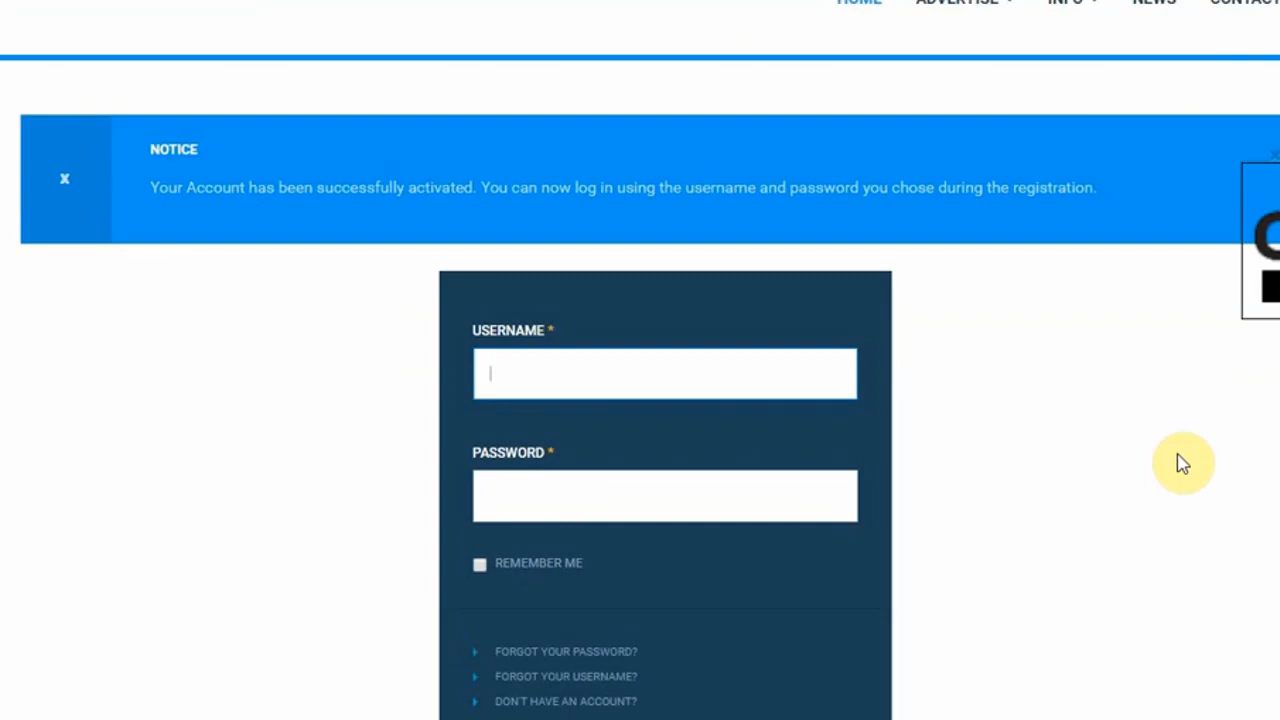 HOME ADVERTISE INFO NEWS CONTACT
NOTICE
x
Your Account has been successfully activated. You can now log in using the username and password you chose during the registration.
USERNAME *
PASSWORD *
REMEMBER ME
FORGOT YOUR PASSWORD?
FORGOT YOUR USERNAME?
DON'T HAVE AN ACCOUNT?